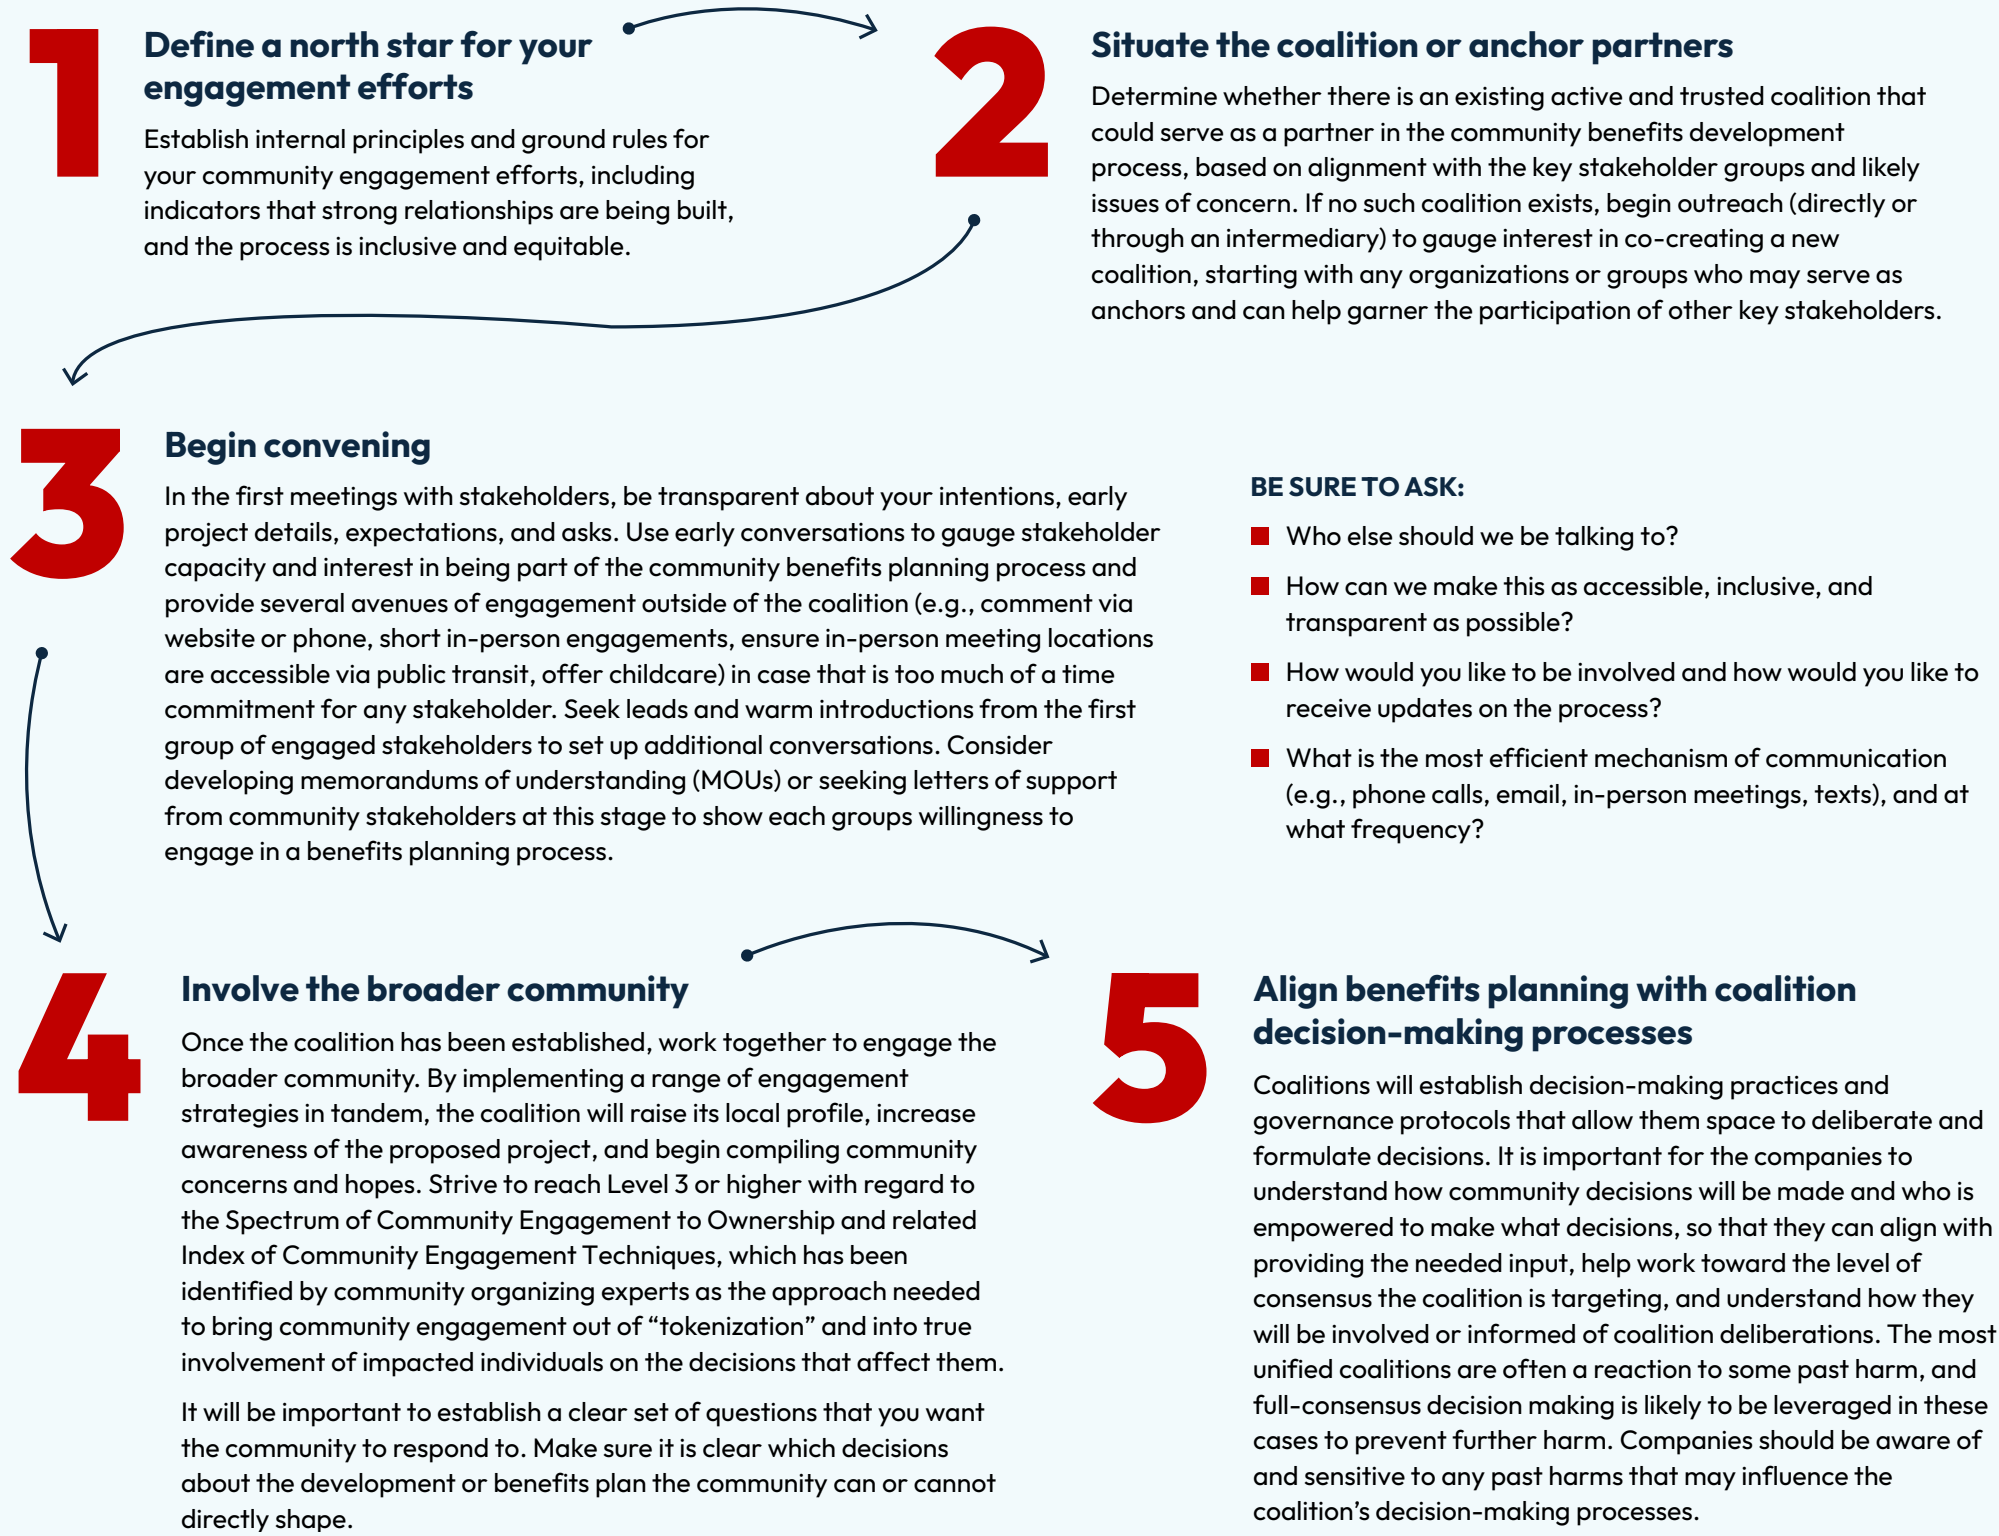 1
Define a north star for your
engagement efforts
Establish internal principles and ground rules for
your community engagement efforts, including
indicators that strong relationships are being built,
and the process is inclusive and equitable.
2
Situate the coalition or anchor partners
Determine whether there is an existing active and trusted coalition that
could serve as a partner in the community benefits development
process, based on alignment with the key stakeholder groups and likely
issues of concern. If no such coalition exists, begin outreach (directly or
through an intermediary) to gauge interest in co-creating a new
coalition, starting with any organizations or groups who may serve as
anchors and can help garner the participation of other key stakeholders.
3
Begin convening
In the first meetings with stakeholders, be transparent about your intentions, early
project details, expectations, and asks. Use early conversations to gauge stakeholder
capacity and interest in being part of the community benefits planning process and
provide several avenues of engagement outside of the coalition (e.g., comment via
website or phone, short in-person engagements, ensure in-person meeting locations
are accessible via public transit, offer childcare) in case that is too much of a time
commitment for any stakeholder. Seek leads and warm introductions from the first
group of engaged stakeholders to set up additional conversations. Consider
developing memorandums of understanding (MOUs) or seeking letters of support
from community stakeholders at this stage to show each groups willingness to
engage in a benefits planning process.
BE SURE TO ASK:
Who else should we be talking to?
How can we make this as accessible, inclusive, and
transparent as possible?
How would you like to be involved and how would you like to
receive updates on the process?
What is the most efficient mechanism of communication
(e.g., phone calls, email, in-person meetings, texts), and at
what frequency?
4
Involve the broader community
Once the coalition has been established, work together to engage the
broader community. By implementing a range of engagement
strategies in tandem, the coalition will raise its local profile, increase
awareness of the proposed project, and begin compiling community
concerns and hopes. Strive to reach Level 3 or higher with regard to
the Spectrum of Community Engagement to Ownership and related
Index of Community Engagement Techniques, which has been
identified by community organizing experts as the approach needed
to bring community engagement out of “tokenization” and into true
involvement of impacted individuals on the decisions that affect them.
It will be important to establish a clear set of questions that you want
the community to respond to. Make sure it is clear which decisions
about the development or benefits plan the community can or cannot
directly shape.
5
Align benefits planning with coalition
decision-making processes
Coalitions will establish decision-making practices and
governance protocols that allow them space to deliberate and
formulate decisions. It is important for the companies to
understand how community decisions will be made and who is
empowered to make what decisions, so that they can align with
providing the needed input, help work toward the level of
consensus the coalition is targeting, and understand how they
will be involved or informed of coalition deliberations. The most
unified coalitions are often a reaction to some past harm, and
full-consensus decision making is likely to be leveraged in these
cases to prevent further harm. Companies should be aware of
and sensitive to any past harms that may influence the
coalition’s decision-making processes.